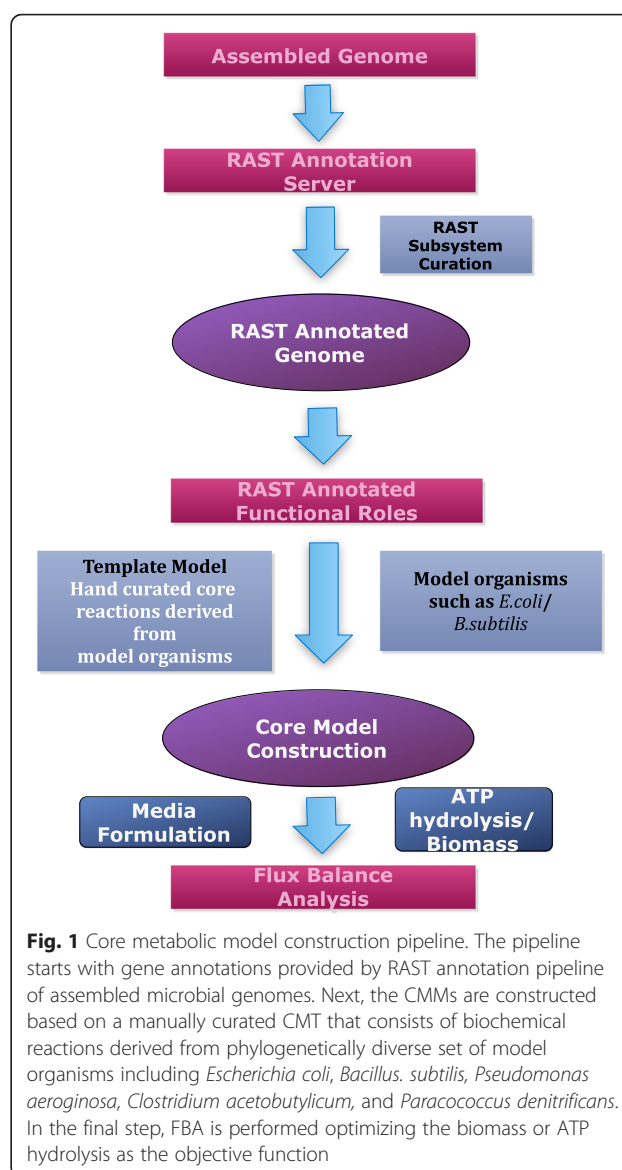 Assembled Genome
RAST Annotation
Server
RAST
Subsystem
Curation
RAST Annotated
Genome
RAST Annotated
Functional Roles
Template Model
Hand curated core
reactions derived
from
model organisms
Model organisms
such as E.coli/
B.subtilis
Core Model
Construction
Media
Formulation
ATP
hydrolysis/
Biomass
Flux Balance
Analysis
Fig. 1 Core metabolic model construction pipeline. The pipeline
starts with gene annotations provided by RAST annotation pipeline
of assembled microbial genomes. Next, the CMMs are constructed
based on a manually curated CMT that consists of biochemical
reactions derived from phylogenetically diverse set of model
organisms including Escherichia coli, Bacillus. subtilis, Pseudomonas
aeroginosa, Clostridium acetobutylicum, and Paracoccus denitrificans.
In the final step, FBA is performed optimizing the biomass or ATP
hydrolysis as the objective function